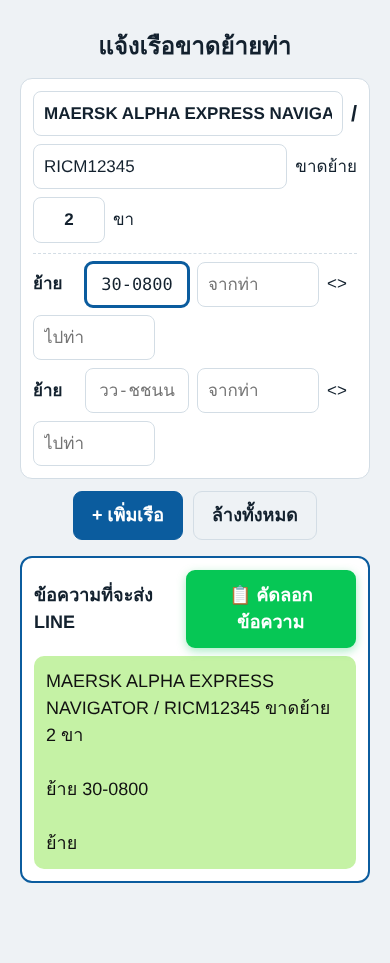 แจ้งเรือขาดย้ายท่า
MAERSK ALPHA EXPRESS NAVIGA /
RICM12345 ขาดย้าย
2 ขา
ย้าย 30-0800 จากท่า <>
ไปท่า
ย้าย วว-ชชนน จากท่า <>
ไปท่า
+ เพิ่มเรือ ล้างทั้งหมด
ข้อความที่จะส่ง
LINE
📋 คัดลอก
ข้อความ
MAERSK ALPHA EXPRESS
NAVIGATOR / RICM12345 ขาดย้าย
2 ขา
ย้าย 30-0800
ย้าย